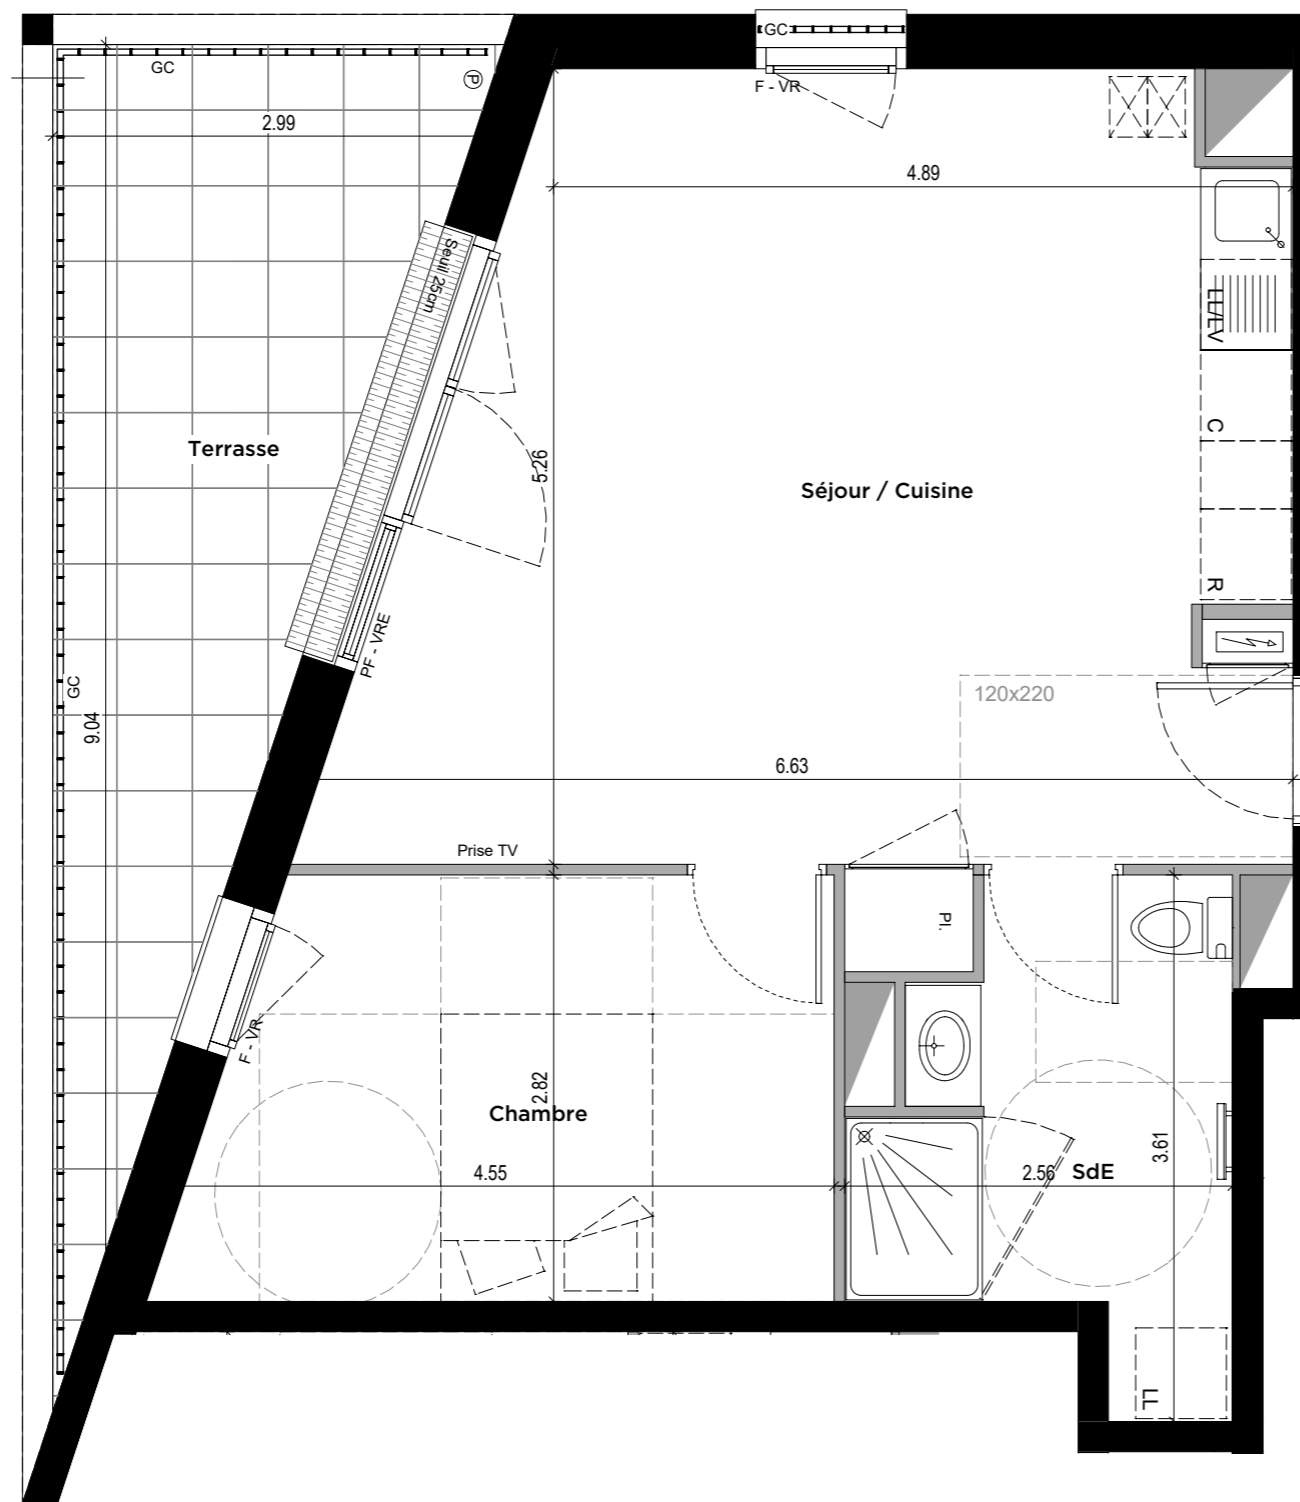 GC
GC
P
F - VR
2.99
4.89
Seuil 25cm
LL/LV
C
Terrasse
5.26
Séjour / Cuisine
R
PF - VRE
GC
9.04
120x220
6.63
Prise TV
Pl.
F - VR
2.82
Chambre
4.55
2.56
SdE
3.61
LL